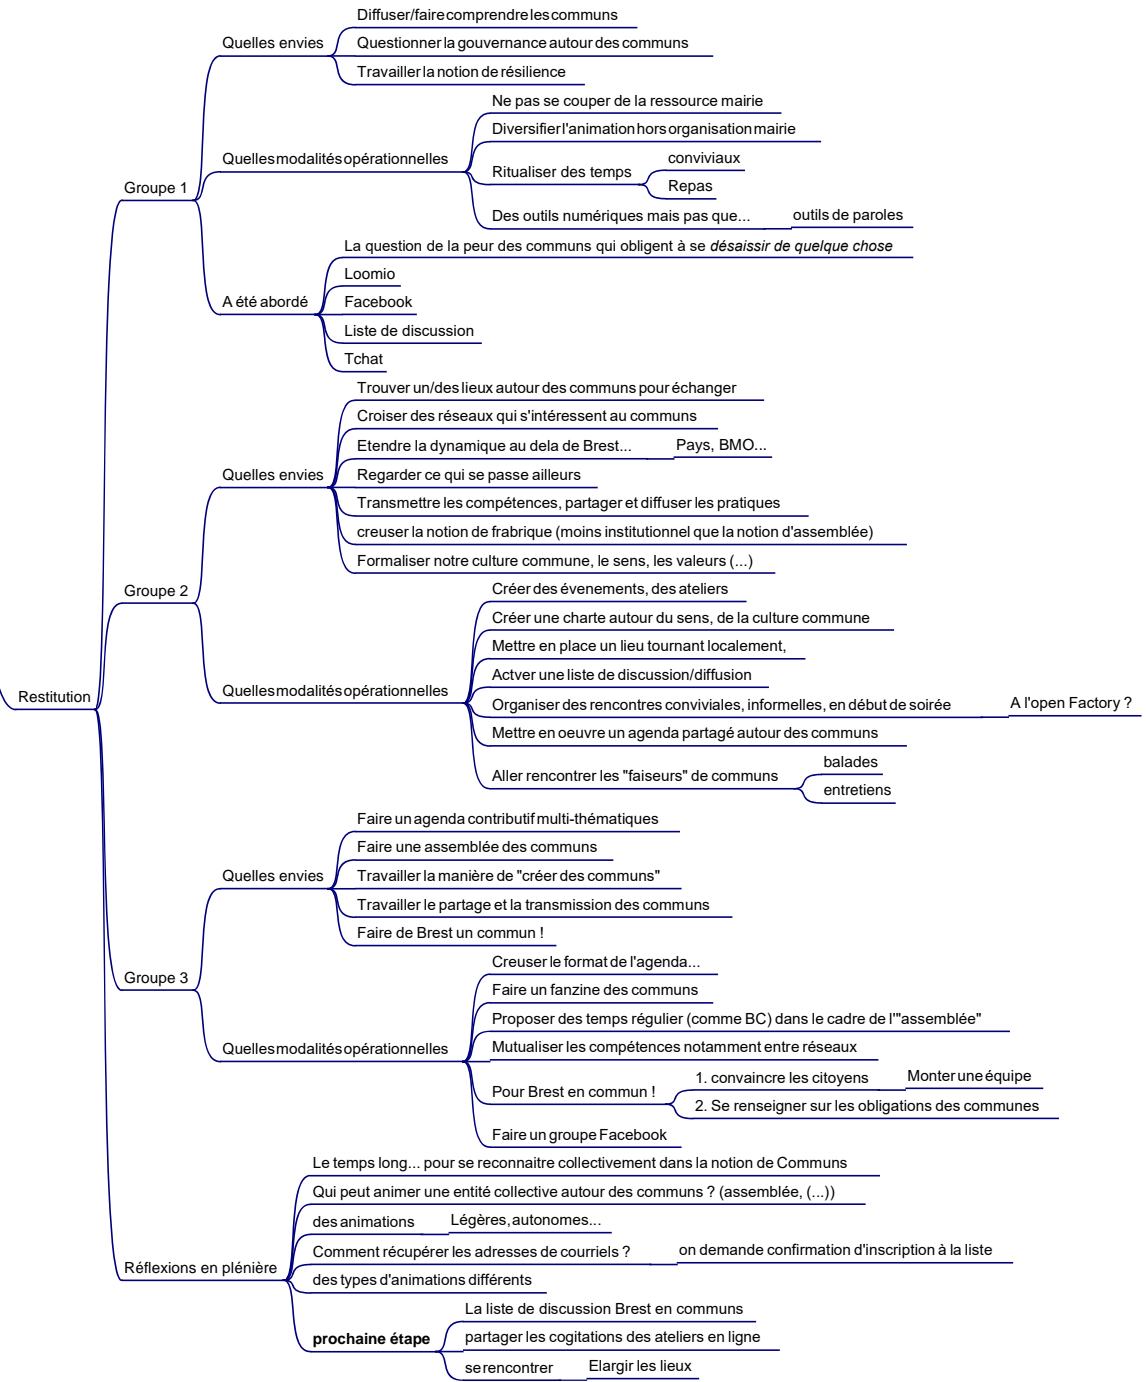 Restitution
Groupe 1
Quelles envies
Diffuser/faire comprendre les communs
Questionner la gouvernance autour des communs
Travailler la notion de résilience
Quelles modalités opérationnelles
Ne pas se couper de la ressource mairie
Diversifier l'animation hors organisation mairie
Ritualiser des temps
conviviaux
Repas
Des outils numériques mais pas que...
outils de paroles
A été abordé
La question de la peur des communs qui obligent à se désaissir de quelque chose
Loomio
Facebook
Liste de discussion
Tchat
Groupe 2
Quelles envies
Trouver un/des lieux autour des communs pour échanger
Croiser des réseaux qui s'intéressent au communs
Etendre la dynamique au dela de Brest...
Pays, BMO...
Regarder ce qui se passe ailleurs
Transmettre les compétences, partager et diffuser les pratiques
creuser la notion de frabrique (moins institutionnel que la notion d'assemblée)
Formaliser notre culture commune, le sens, les valeurs (...)
Quelles modalités opérationnelles
Créer des évenements, des ateliers
Créer une charte autour du sens, de la culture commune
Mettre en place un lieu tournant localement,
Actver une liste de discussion/diffusion
Organiser des rencontres conviviales, informelles, en début de soirée
A l'open Factory ?
Mettre en oeuvre un agenda partagé autour des communs
Aller rencontrer les "faiseurs" de communs
balades
entretiens
Groupe 3
Quelles envies
Faire un agenda contributif multi-thématiques
Faire une assemblée des communs
Travailler la manière de "créer des communs"
Travailler le partage et la transmission des communs
Faire de Brest un commun !
Quelles modalités opérationnelles
Creuser le format de l'agenda...
Faire un fanzine des communs
Proposer des temps régulier (comme BC) dans le cadre de l'"assemblée"
Mutualiser les compétences notamment entre réseaux
Pour Brest en commun !
1. convaincre les citoyens
Monter une équipe
2. Se renseigner sur les obligations des communes
Faire un groupe Facebook
Réflexions en plénière
Le temps long... pour se reconnaitre collectivement dans la notion de Communs
Qui peut animer une entité collective autour des communs ? (assemblée, (...))
des animations
Légères, autonomes...
Comment récupérer les adresses de courriels ?
on demande confirmation d'inscription à la liste
des types d'animations différents
prochaine étape
La liste de discussion Brest en communs
partager les cogitations des ateliers en ligne
se rencontrer
Elargir les lieux